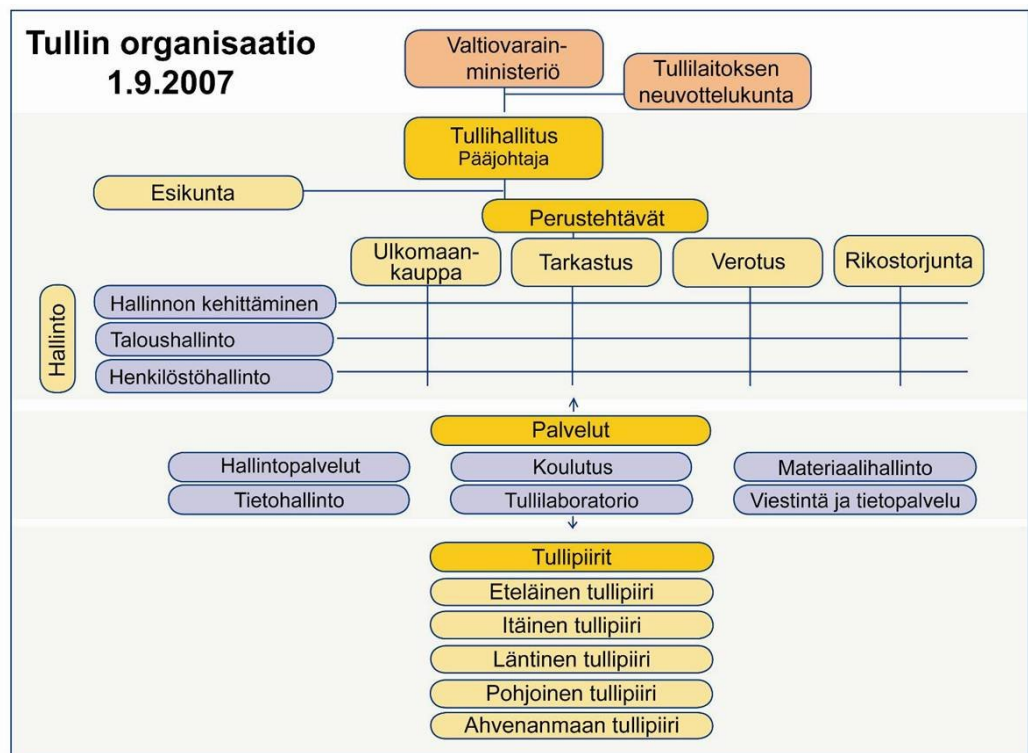 Tullin organisaatio
1.9.2007
Valtiovarain-
ministeriö
Tullilaitoksen
neuvottelukunta
Tullihallitus
Pääjohtaja
Esikunta
Perustehtävät
Ulkomaan-
kauppa
Tarkastus
Verotus
Rikostorjunta
Hallinto
Hallinnon kehittäminen
Taloushallinto
Henkilöstöhallinto
Palvelut
Hallintopalvelut
Koulutus
Materiaalihallinto
Tietohallinto
Tullilaboratorio
Viestintä ja tietopalvelu
Tullipiirit
Eteläinen tullipiiri
Itäinen tullipiiri
Läntinen tullipiiri
Pohjoinen tullipiiri
Ahvenanmaan tullipiiri